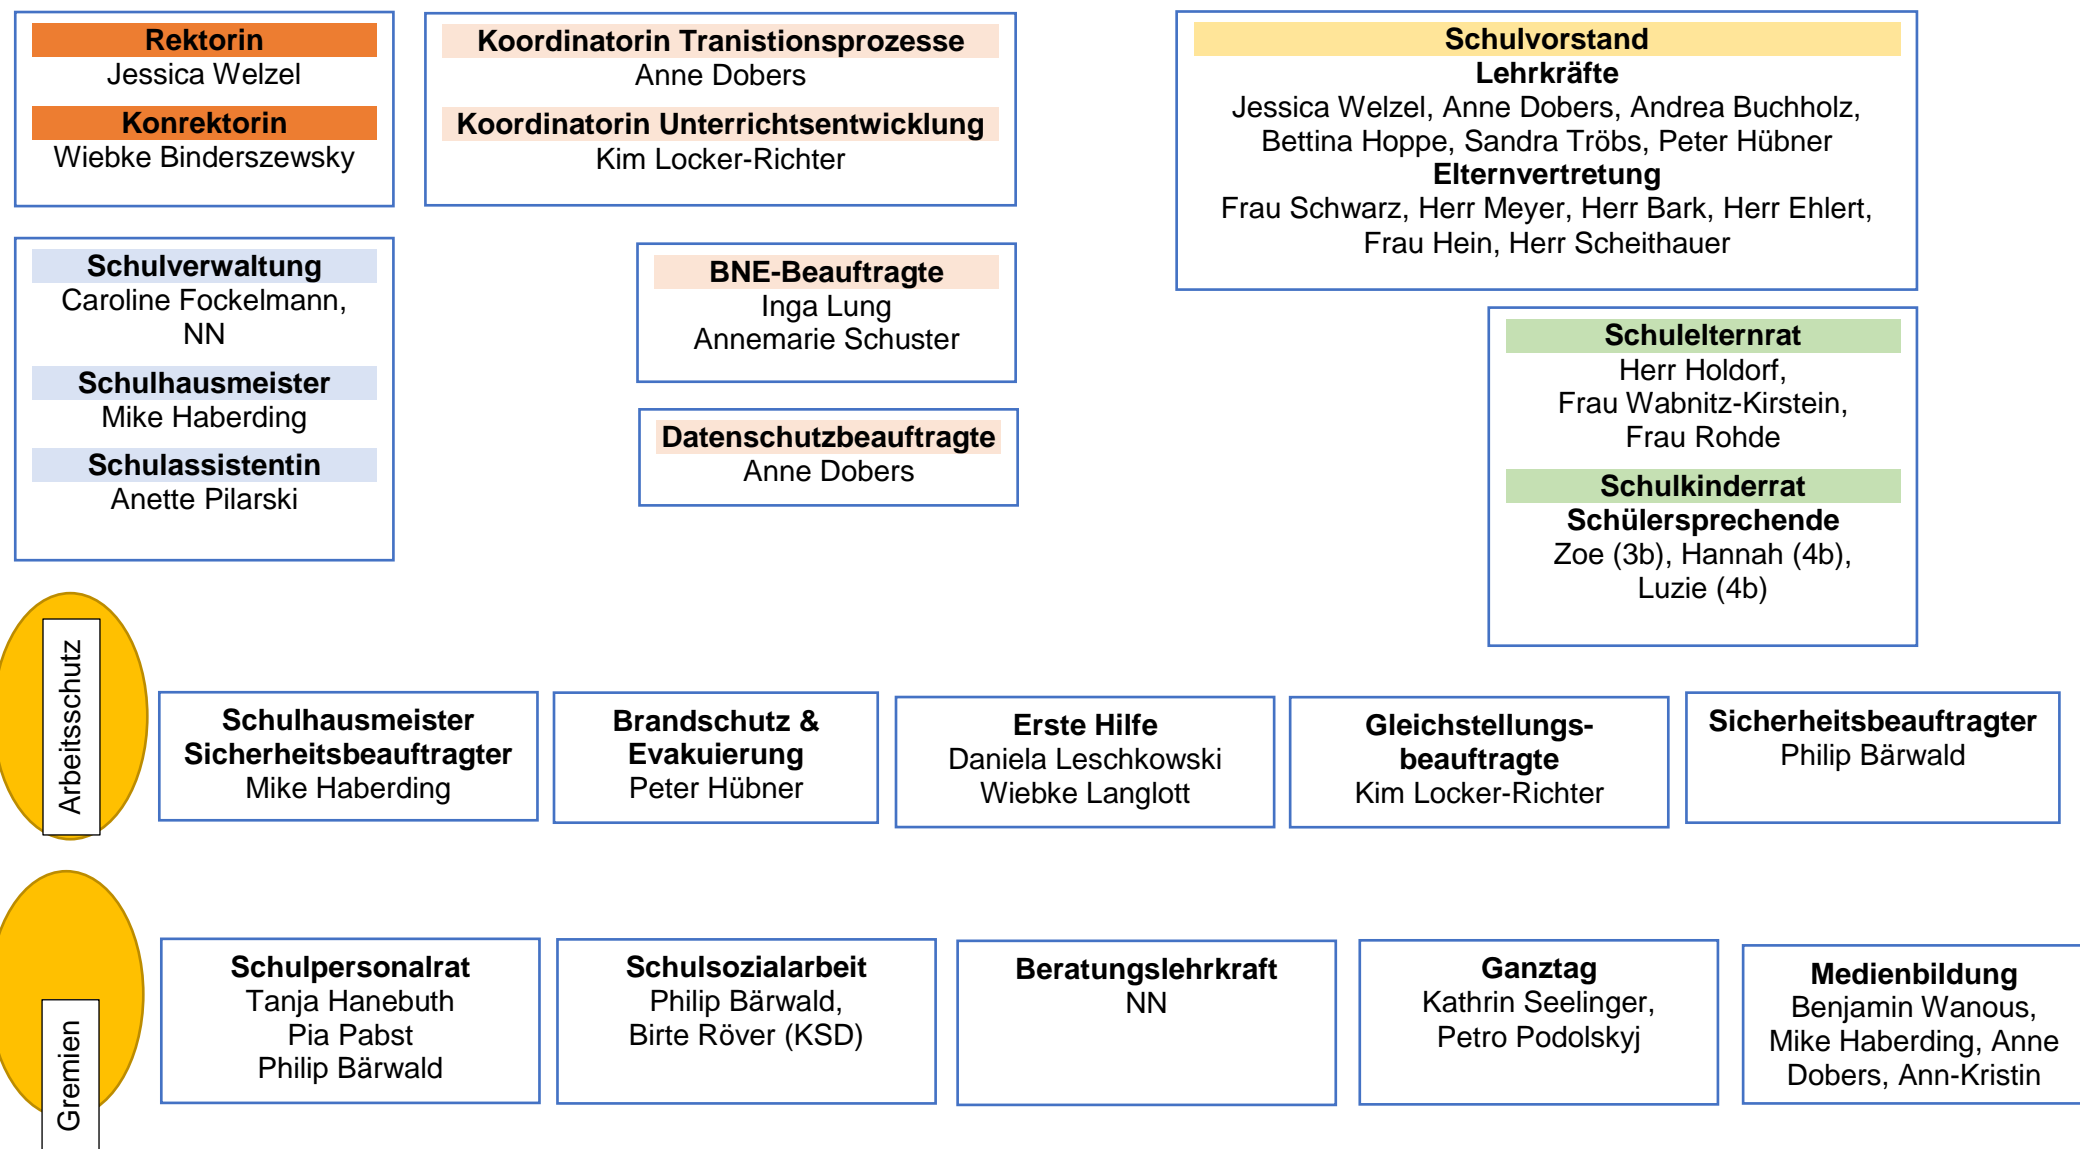 Rektorin
Jessica Welzel
Konrektorin
Wiebke Binderszewsky
Koordinatorin Tranistionsprozesse
Anne Dobers
Koordinatorin Unterrichtsentwicklung
Kim Locker-Richter
Schulvorstand
Lehrkräfte
Jessica Welzel, Anne Dobers, Andrea Buchholz,
Bettina Hoppe, Sandra Tröbs, Peter Hübner
Elternvertretung
Frau Schwarz, Herr Meyer, Herr Bark, Herr Ehlert,
Frau Hein, Herr Scheithauer
Schulverwaltung
Caroline Fockelmann,
NN
Schulhausmeister
Mike Haberding
Schulassistentin
Anette Pilarski
BNE-Beauftragte
Inga Lung
Annemarie Schuster
Datenschutzbeauftragte
Anne Dobers
Schulelternrat
Herr Holdorf,
Frau Wabnitz-Kirstein,
Frau Rohde
Schulkinderrat
Schülersprechende
Zoe (3b), Hannah (4b),
Luzie (4b)
Arbeitsschutz
Schulhausmeister
Sicherheitsbeauftragter
Mike Haberding
Brandschutz &
Evakuierung
Peter Hübner
Erste Hilfe
Daniela Leschkowski
Wiebke Langlott
Gleichstellungs-
beauftragte
Kim Locker-Richter
Sicherheitsbeauftragter
Philip Bärwald
Gremien
Schulpersonalrat
Tanja Hanebuth
Pia Pabst
Philip Bärwald
Schulsozialarbeit
Philip Bärwald,
Birte Röver (KSD)
Beratungslehrkraft
NN
Ganztag
Kathrin Seelinger,
Petro Podolskyj
Medienbildung
Benjamin Wanous,
Mike Haberding, Anne
Dobers, Ann-Kristin